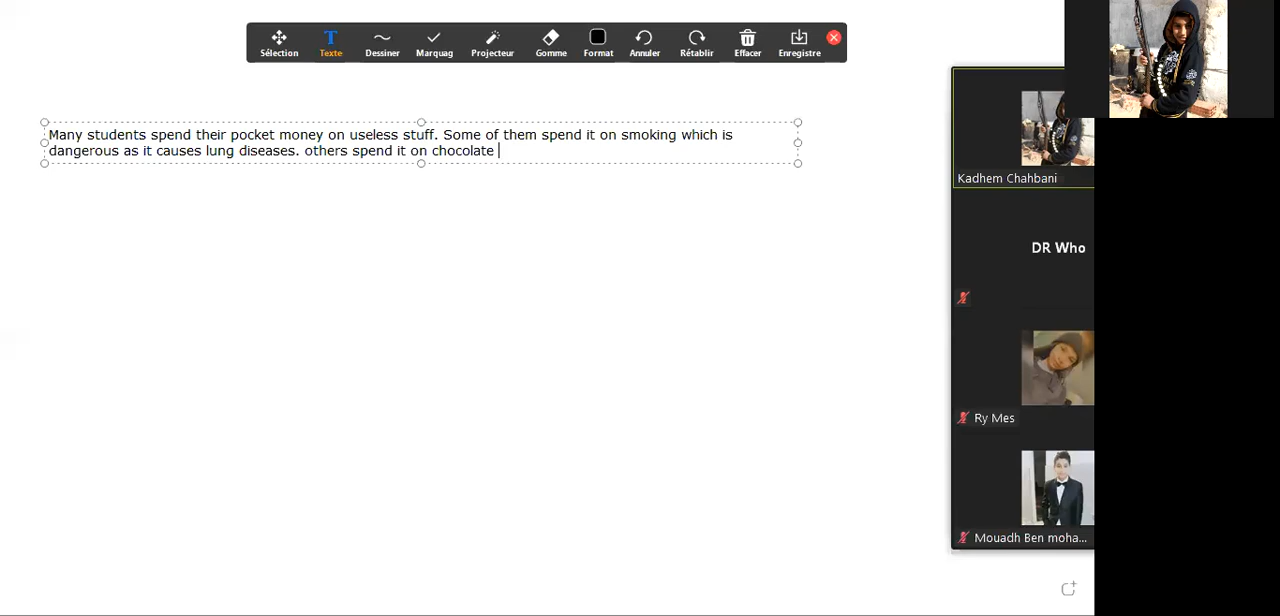 Sélection Texte Dessiner Marquag Projecteur Gomme Format Annuler Rétablir Effacer Enregistre
Many students spend their pocket money on useless stuff. Some of them spend it on smoking which is
dangerous as it causes lung diseases. others spend it on chocolate
Kadhem Chahbani
DR Who
Ry Mes
Mouadh Ben moha...